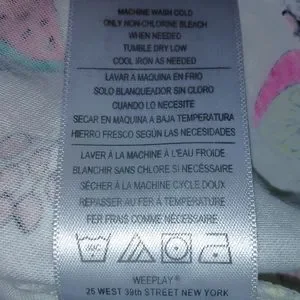 MACHINE WASH COLD
ONLY NON-CHLORINE BLEACH
WHEN NEEDED
TUMBLE DRY LOW
COOL IRON AS NEEDED
LAVAR A MAQUINA EN FRIO
SOLO BLANQUEADOR SIN CLORO
CUANDO LO NECESITE
SECAR EN MAQUINA A BAJA TEMPERATURA
HIERRO FRESCO SEGÚN LAS NECESIDADES
LAVER À LA MACHINE À L'EAU FROIDE
BLANCHIR SANS CHLORE SI NÉCESSAIRE
SÉCHER À LA MACHINE CYCLE DOUX
REPASSER AU FER À TEMPÉRATURE
FER FRAIS COMME NÉCESSAIRE
WEEPLAY®
25 WEST 39th STREET NEW YORK